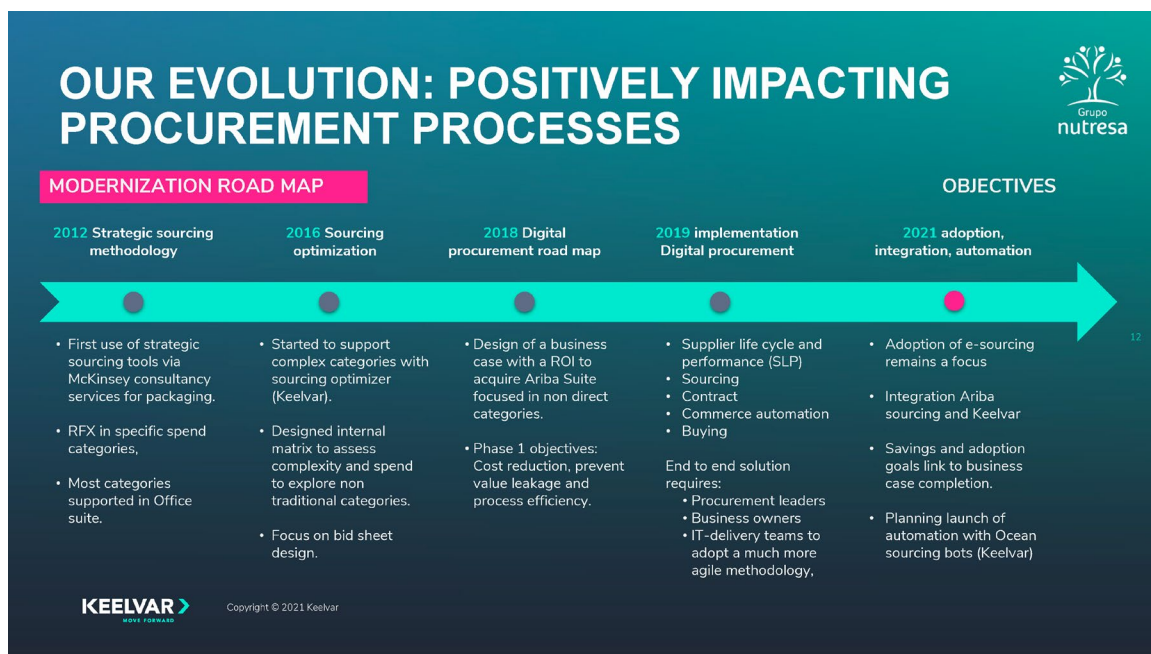 OUR EVOLUTION: POSITIVELY IMPACTING
PROCUREMENT PROCESSES
Grupo
nutresa
MODERNIZATION ROAD MAP
OBJECTIVES
2012 Strategic sourcing
methodology
2016 Sourcing
optimization
2018 Digital
procurement road map
2019 implementation
Digital procurement
2021 adoption,
integration, automation
• First use of strategic
sourcing tools via
McKinsey consultancy
services for packaging.
• RFX in specific spend
categories,
• Most categories
supported in Office
suite.
• Started to support
complex categories with
sourcing optimizer
(Keelvar).
• Designed internal
matrix to assess
complexity and spend
to explore non
traditional categories.
• Focus on bid sheet
design.
• Design of a business
case with a ROI to
acquire Ariba Suite
focused in non direct
categories.
• Phase 1 objectives:
Cost reduction, prevent
value leakage and
process efficiency.
• Supplier life cycle and
performance (SLP)
• Sourcing
• Contract
• Commerce automation
• Buying
End to end solution
requires:
• Procurement leaders
• Business owners
• IT-delivery teams to
adopt a much more
agile methodology,
• Adoption of e-sourcing
remains a focus
• Integration Ariba
sourcing and Keelvar
• Savings and adoption
goals link to business
case completion.
• Planning launch of
automation with Ocean
sourcing bots (Keelvar)
12
KEELVAR
MOVE FORWARD
Copyright © 2021 Keelvar